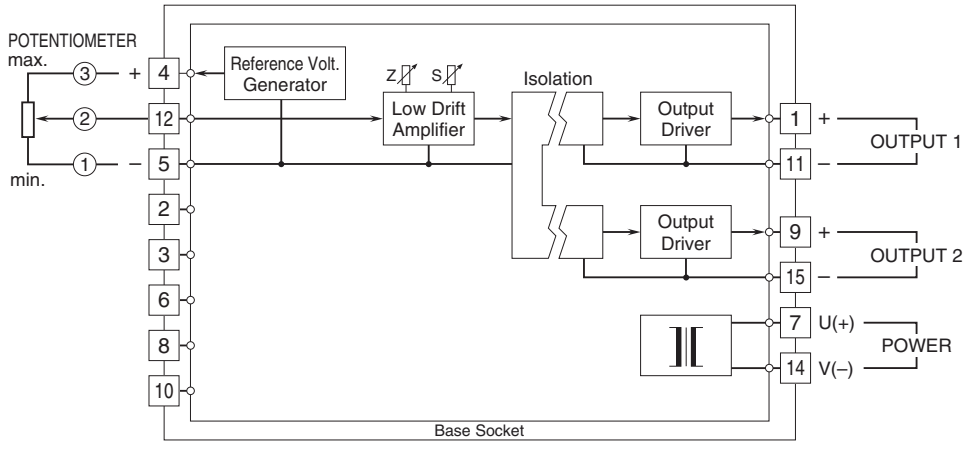 POTENTIOMETER
max.
3 + 4
Reference Volt.
Generator
Z S
Isolation
2 12
Low Drift
Amplifier
Output
Driver
1 +
OUTPUT 1
11 –
1 – 5
min.
2
3
6
8
10
Output
Driver
9 +
OUTPUT 2
15 –
7 U(+)
POWER
14 V(–)
Base Socket